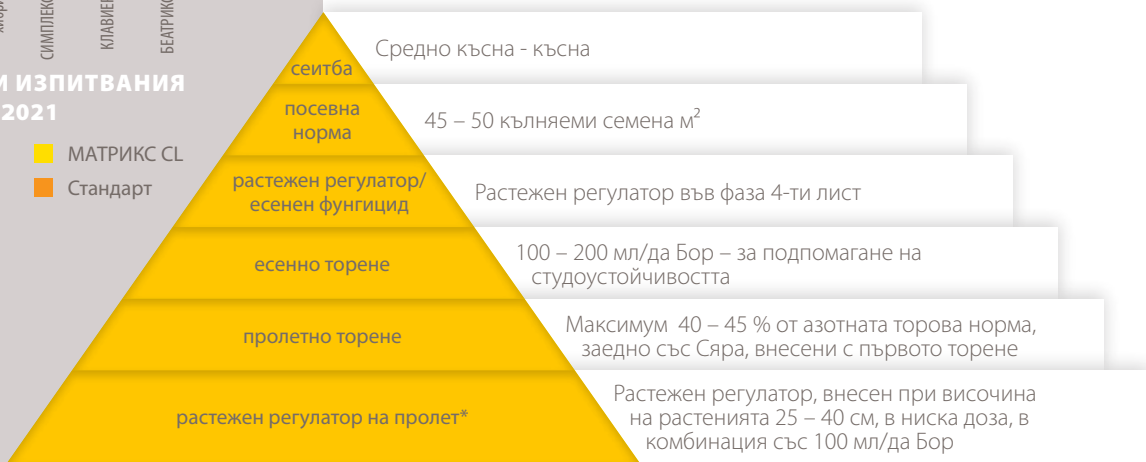 СИМПЛЕКС
КЛАВИЕР
БЕАТРИКС
И ИЗПИТВАНИЯ
2021
МАТРИКС CL
Стандарт
сеитба
Средно късна - късна
посевна
норма
45 – 50 кълняеми семена м²
растежен регулатор/
есенен фунгицид
Растежен регулатор във фаза 4-ти лист
есенно торене
100 – 200 мл/да Бор – за подпомагане на
студоустойчивостта
пролетно торене
Максимум 40 – 45 % от азотната торова норма,
заедно със Сяра, внесени с първото торене
растежен регулатор на пролет*
Растежен регулатор, внесен при височина
на растенията 25 – 40 см, в ниска доза, в
комбинация със 100 мл/да Бор